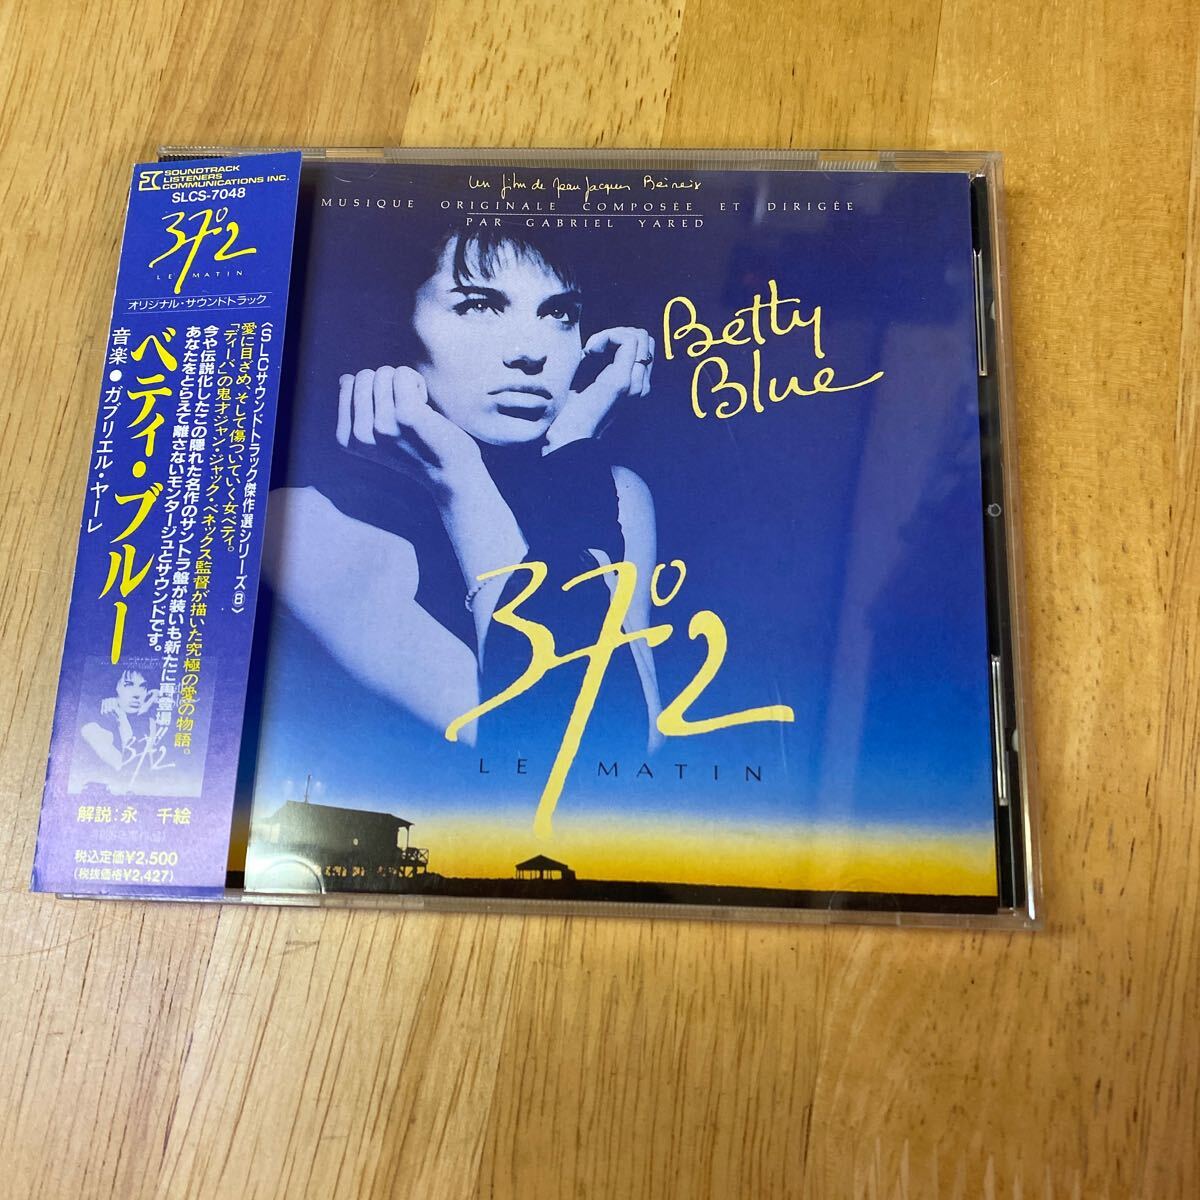 SOUNDTRACK
LISTENERS
COMMUNICATIONS INC.
SLCS-7048
37°2
LE MATIN
オリジナル・サウンドトラック
〈SLCサウンドトラック傑作選シリーズ⑧〉
愛に目ざめ、そして傷ついていく女ベティ。
「ディーバ」の鬼才ジャン・ジャック・ベネックス監督が描いた究極の愛の物語。
今や伝説化したこの隠れた名作のサントラ盤が装いも新たに再登場!!
あなたをとらえて離さないモンタージュとサウンドです。
ベティ・ブルー
音楽●ガブリエル・ヤーレ
37°2
解説:永 千絵
税込定価¥2,500
(税抜価格¥2,427)
un film de Jean Jacques Beineix
MUSIQUE ORIGINALE COMPOSÉE ET DIRIGÉE
PAR GABRIEL YARED
Betty
Blue
37°2
LE MATIN